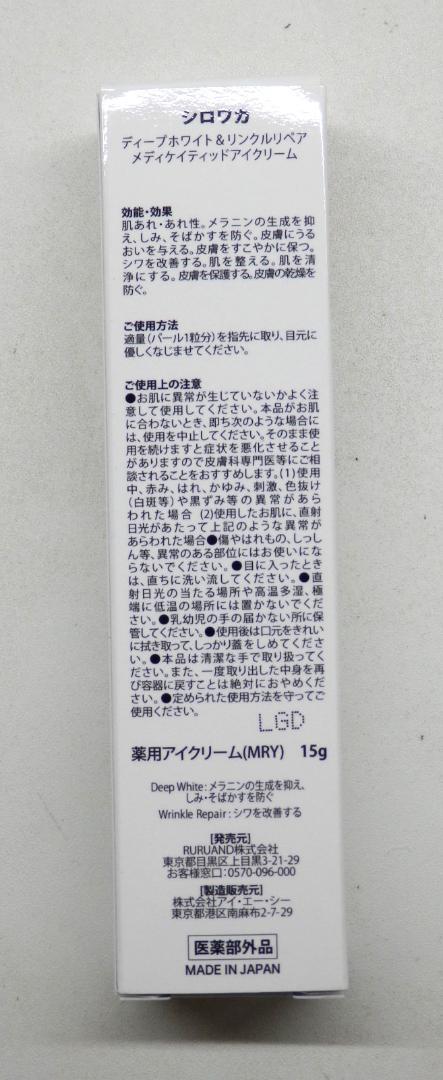 シロワカ
ディープホワイト&リンクルリペア
メディケイティッドアイクリーム
効能・効果
肌あれ・あれ性。メラニンの生成を抑
え、しみ、そばかすを防ぐ。皮膚にうる
おいを与える。皮膚をすこやかに保つ。
シワを改善する。肌を整える。肌を清
浄にする。皮膚を保護する。皮膚の乾燥を
防ぐ。
ご使用方法
適量（パール1粒分）を指先に取り、目元に
優しくなじませてください。
ご使用上の注意
●お肌に異常が生じていないかよく注
意して使用してください。本品がお肌
に合わないとき、即ち次のような場合に
は、使用を中止してください。そのまま使
用を続けますと症状を悪化させること
がありますので皮膚科専門医等にご相
談されることをおすすめします。(1)使用
中、赤み、はれ、かゆみ、刺激、色抜け
（白斑等）や黒ずみ等の異常があら
われた場合 (2)使用したお肌に、直射
日光があたって上記のような異常が
あらわれた場合●傷やはれもの、しっし
ん等、異常のある部位にはお使いにな
らないでください。●目に入ったとき
は、直ちに洗い流してください。●直
射日光の当たる場所や高温多湿、極
端に低温の場所には置かないでくだ
さい。●乳幼児の手の届かない所に保
管してください。●使用後は口元をきれい
に拭き取って、しっかり蓋をしめてくださ
い。●本品は清潔な手で取り扱ってく
ださい。また、一度取り出した中身を再
び容器に戻すことは絶対におやめくだ
さい。●定められた使用方法を守ってご
使用ください。
LGD
薬用アイクリーム(MRY) 15g
Deep White : メラニンの生成を抑え、
しみ・そばかすを防ぐ
Wrinkle Repair : シワを改善する
[発売元]
RURUAND株式会社
東京都目黒区上目黒3-21-29
お客様窓口:0570-096-000
[製造販売元]
株式会社アイ・エー・シー
東京都港区南麻布2-7-29
医薬部外品
MADE IN JAPAN